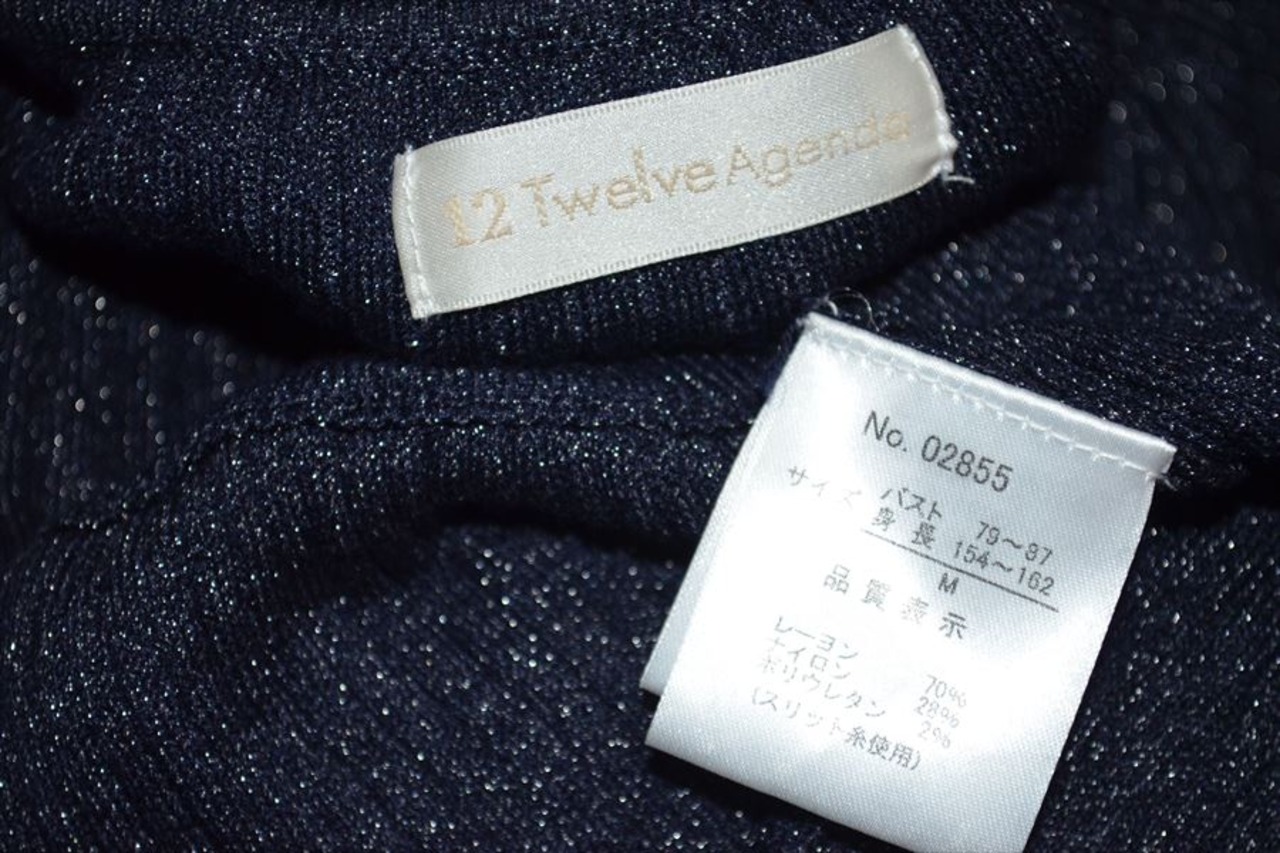 12 Twelve Agenda
No. 02855
サイズ バスト 79～87
身長 154～162
M
品質表示
レーヨン 70%
ナイロン 28%
ポリウレタン 2%
(スリット糸使用)